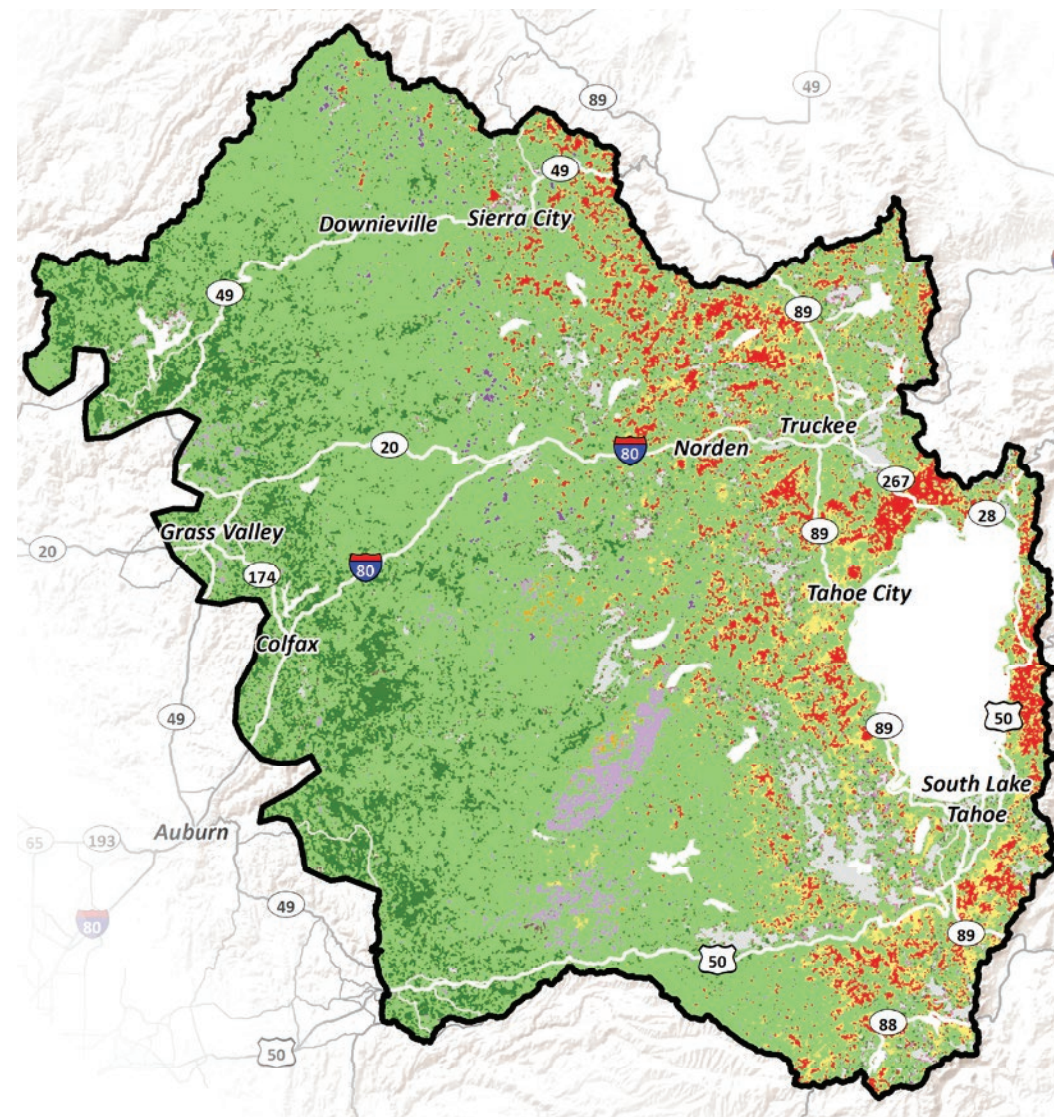 89
49
49
Downieville
Sierra City
49
89
20
80
Norden
Truckee
267
28
Grass Valley
20
174
80
89
Tahoe City
Colfax
49
50
89
South Lake
Tahoe
Auburn
65
193
80
49
50
89
88
50